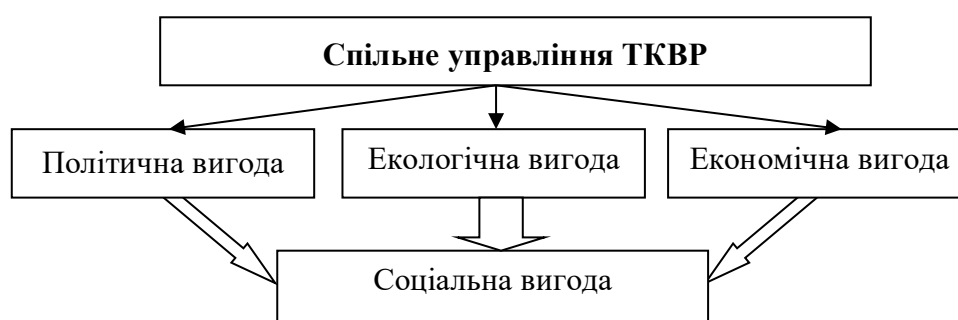 Спільне управління ТКВР
Політична вигода
Екологічна вигода
Економічна вигода
Соціальна вигода